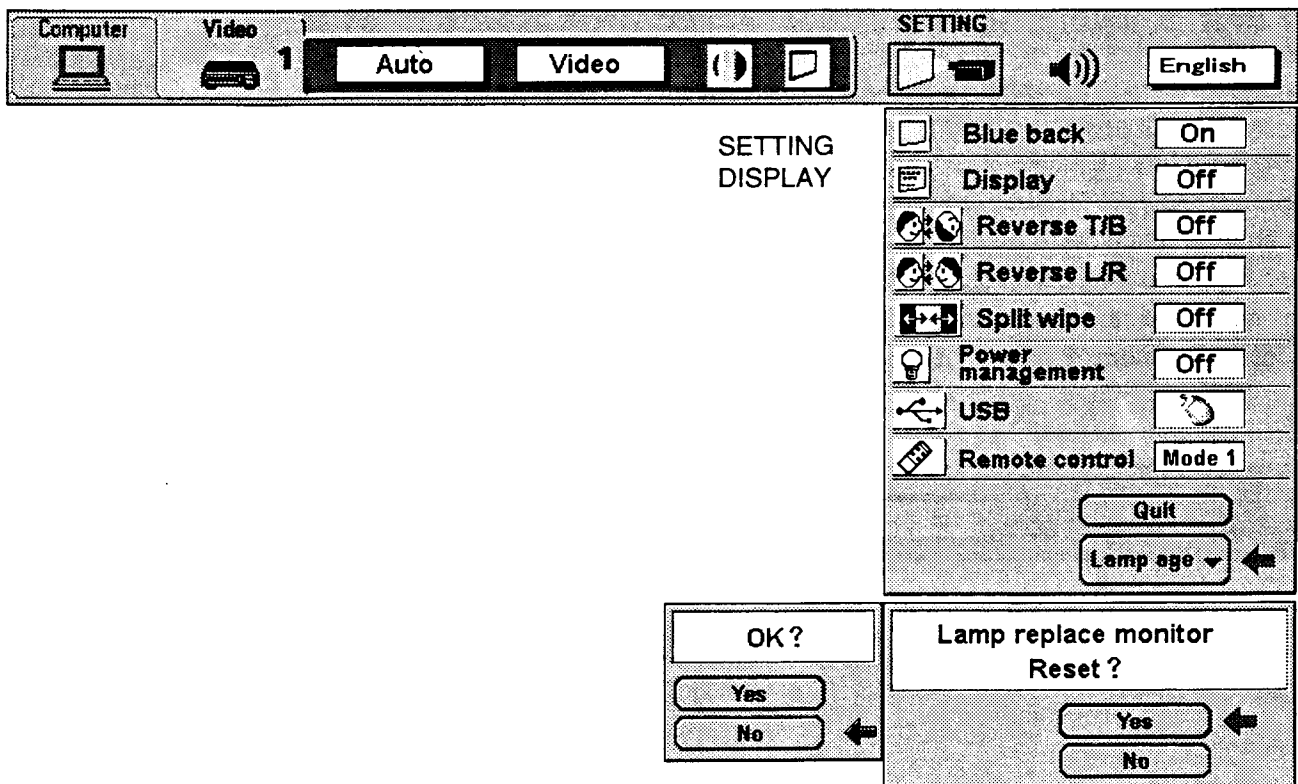 Computer
Video
1
Auto
Video
SETTING
English
SETTING
DISPLAY
Blue back On
Display Off
Reverse T/B Off
Reverse L/R Off
Split wipe Off
Power
management Off
USB
Remote control Mode 1
Quit
Lamp age
OK?
Yes
No
Lamp replace monitor
Reset ?
Yes
No